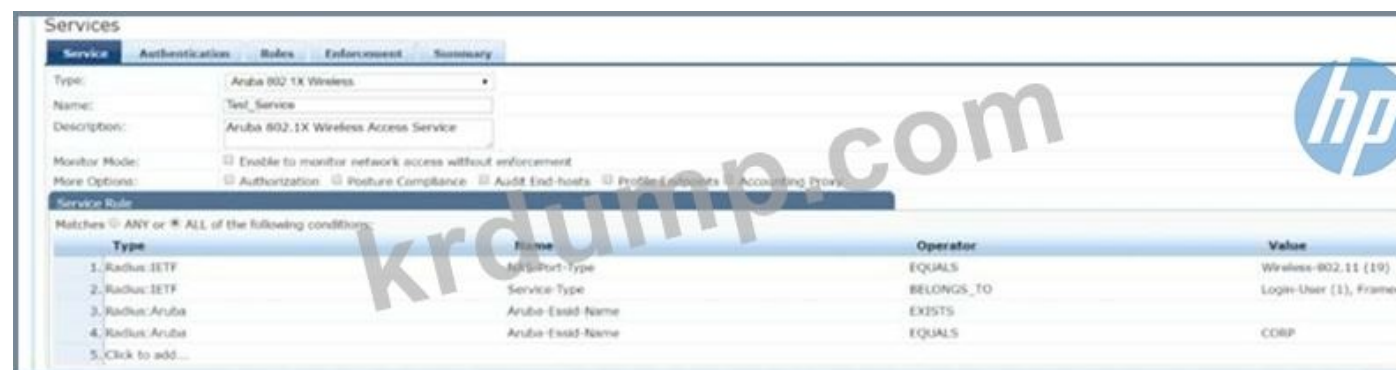 Services
Service Authentication Roles Enforcement Summary
Type: Aruba 802.1X Wireless
Name: Test_Service
Description: Aruba 802.1X Wireless Access Service
Monitor Mode: Enable to monitor network access without enforcement
More Options: Authorization Posture Compliance Audit End-hosts Profile Endpoints Accounting Proxy
Service Rule
Matches ANY or ALL of the following conditions:
Type Name Operator Value
1. Radius:IETF NAS-Port-Type EQUALS Wireless-802.11 (19)
2. Radius:IETF Service-Type BELONGS_TO Login-User (1), Frame
3. Radius:Aruba Aruba-Essid-Name EXISTS
4. Radius:Aruba Aruba-Essid-Name EQUALS CORP
5. Click to add...
krdump.com
hp